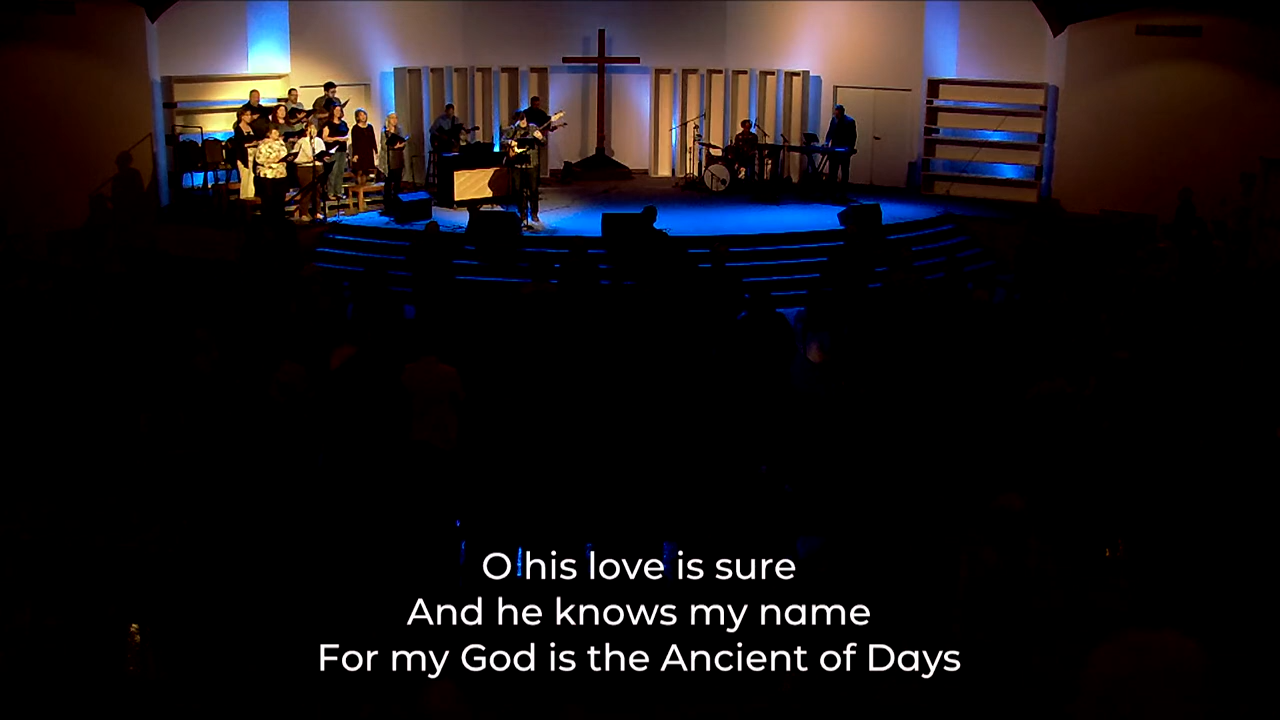 O his love is sure
And he knows my name
For my God is the Ancient of Days